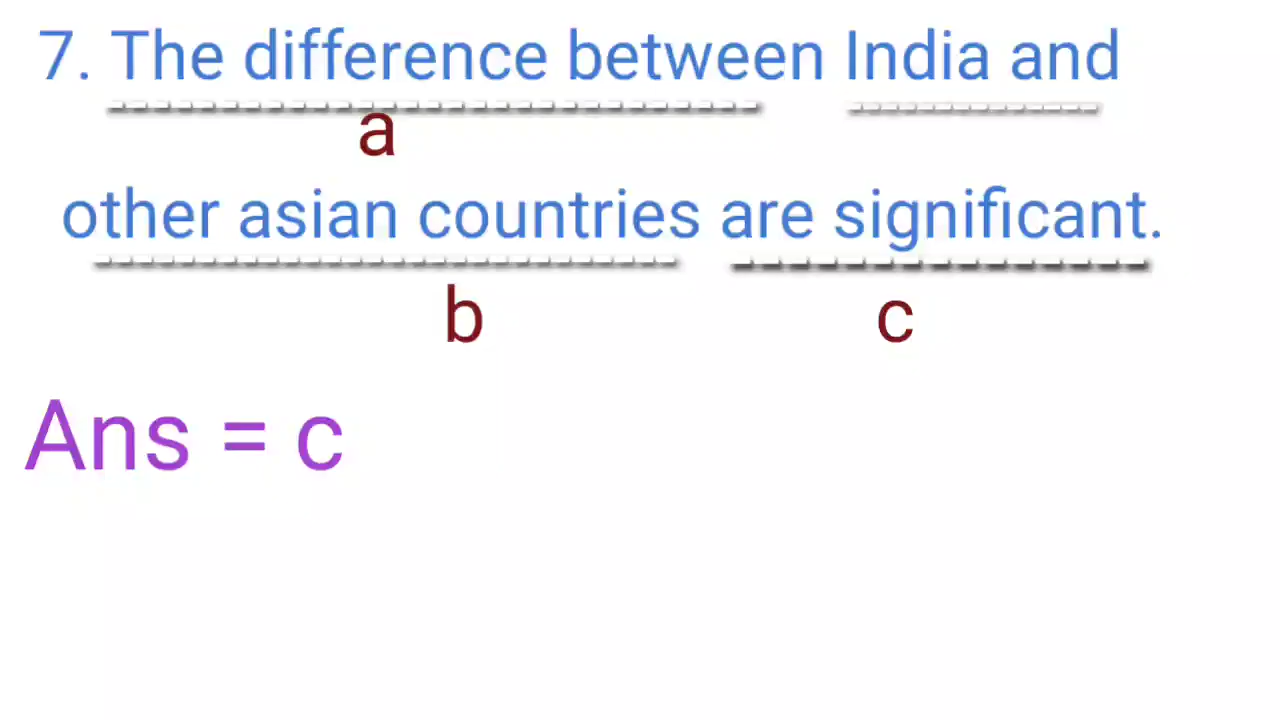 7. The difference between India and
a
other asian countries are significant.
b c
Ans = c